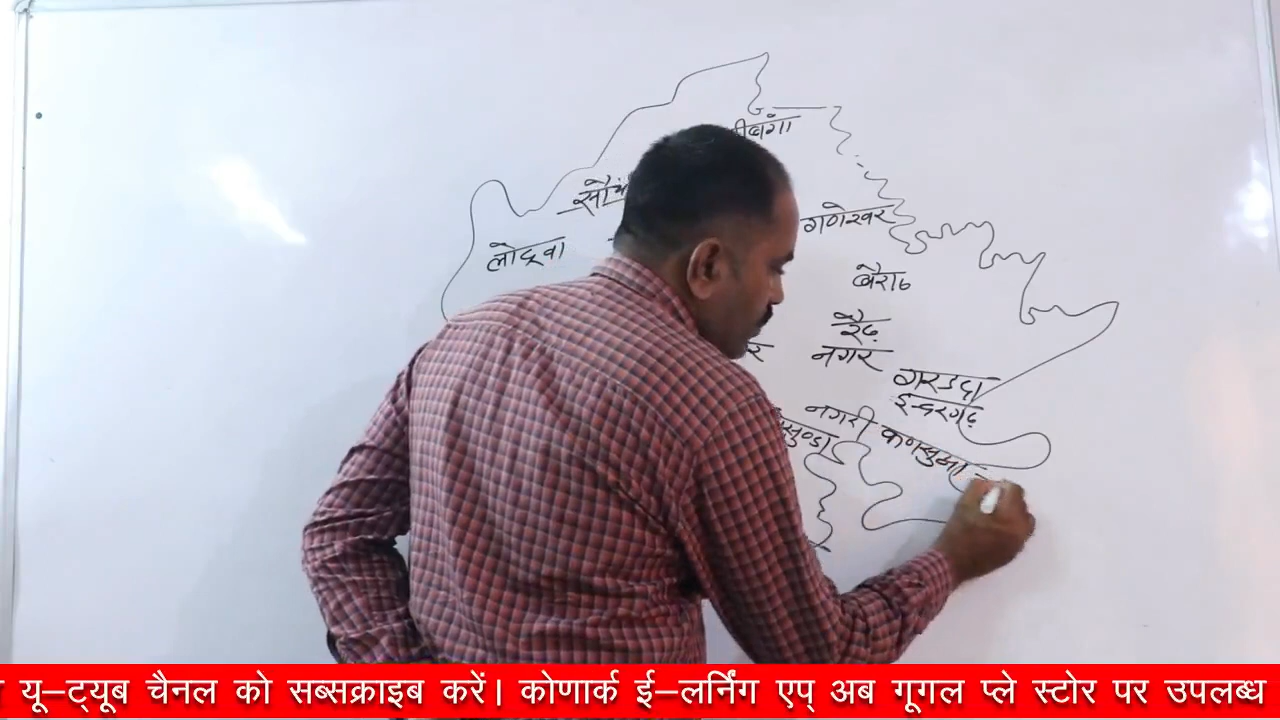 गणेश्वर
लोद्रवा
बैराठ
रैढ़
नगर
गरडदा
इन्दरगढ़
नगरी कणसुआ
यू–ट्यूब चैनल को सब्सक्राइब करें। कोणार्क ई–लर्निंग एप् अब गूगल प्ले स्टोर पर उपलब्ध